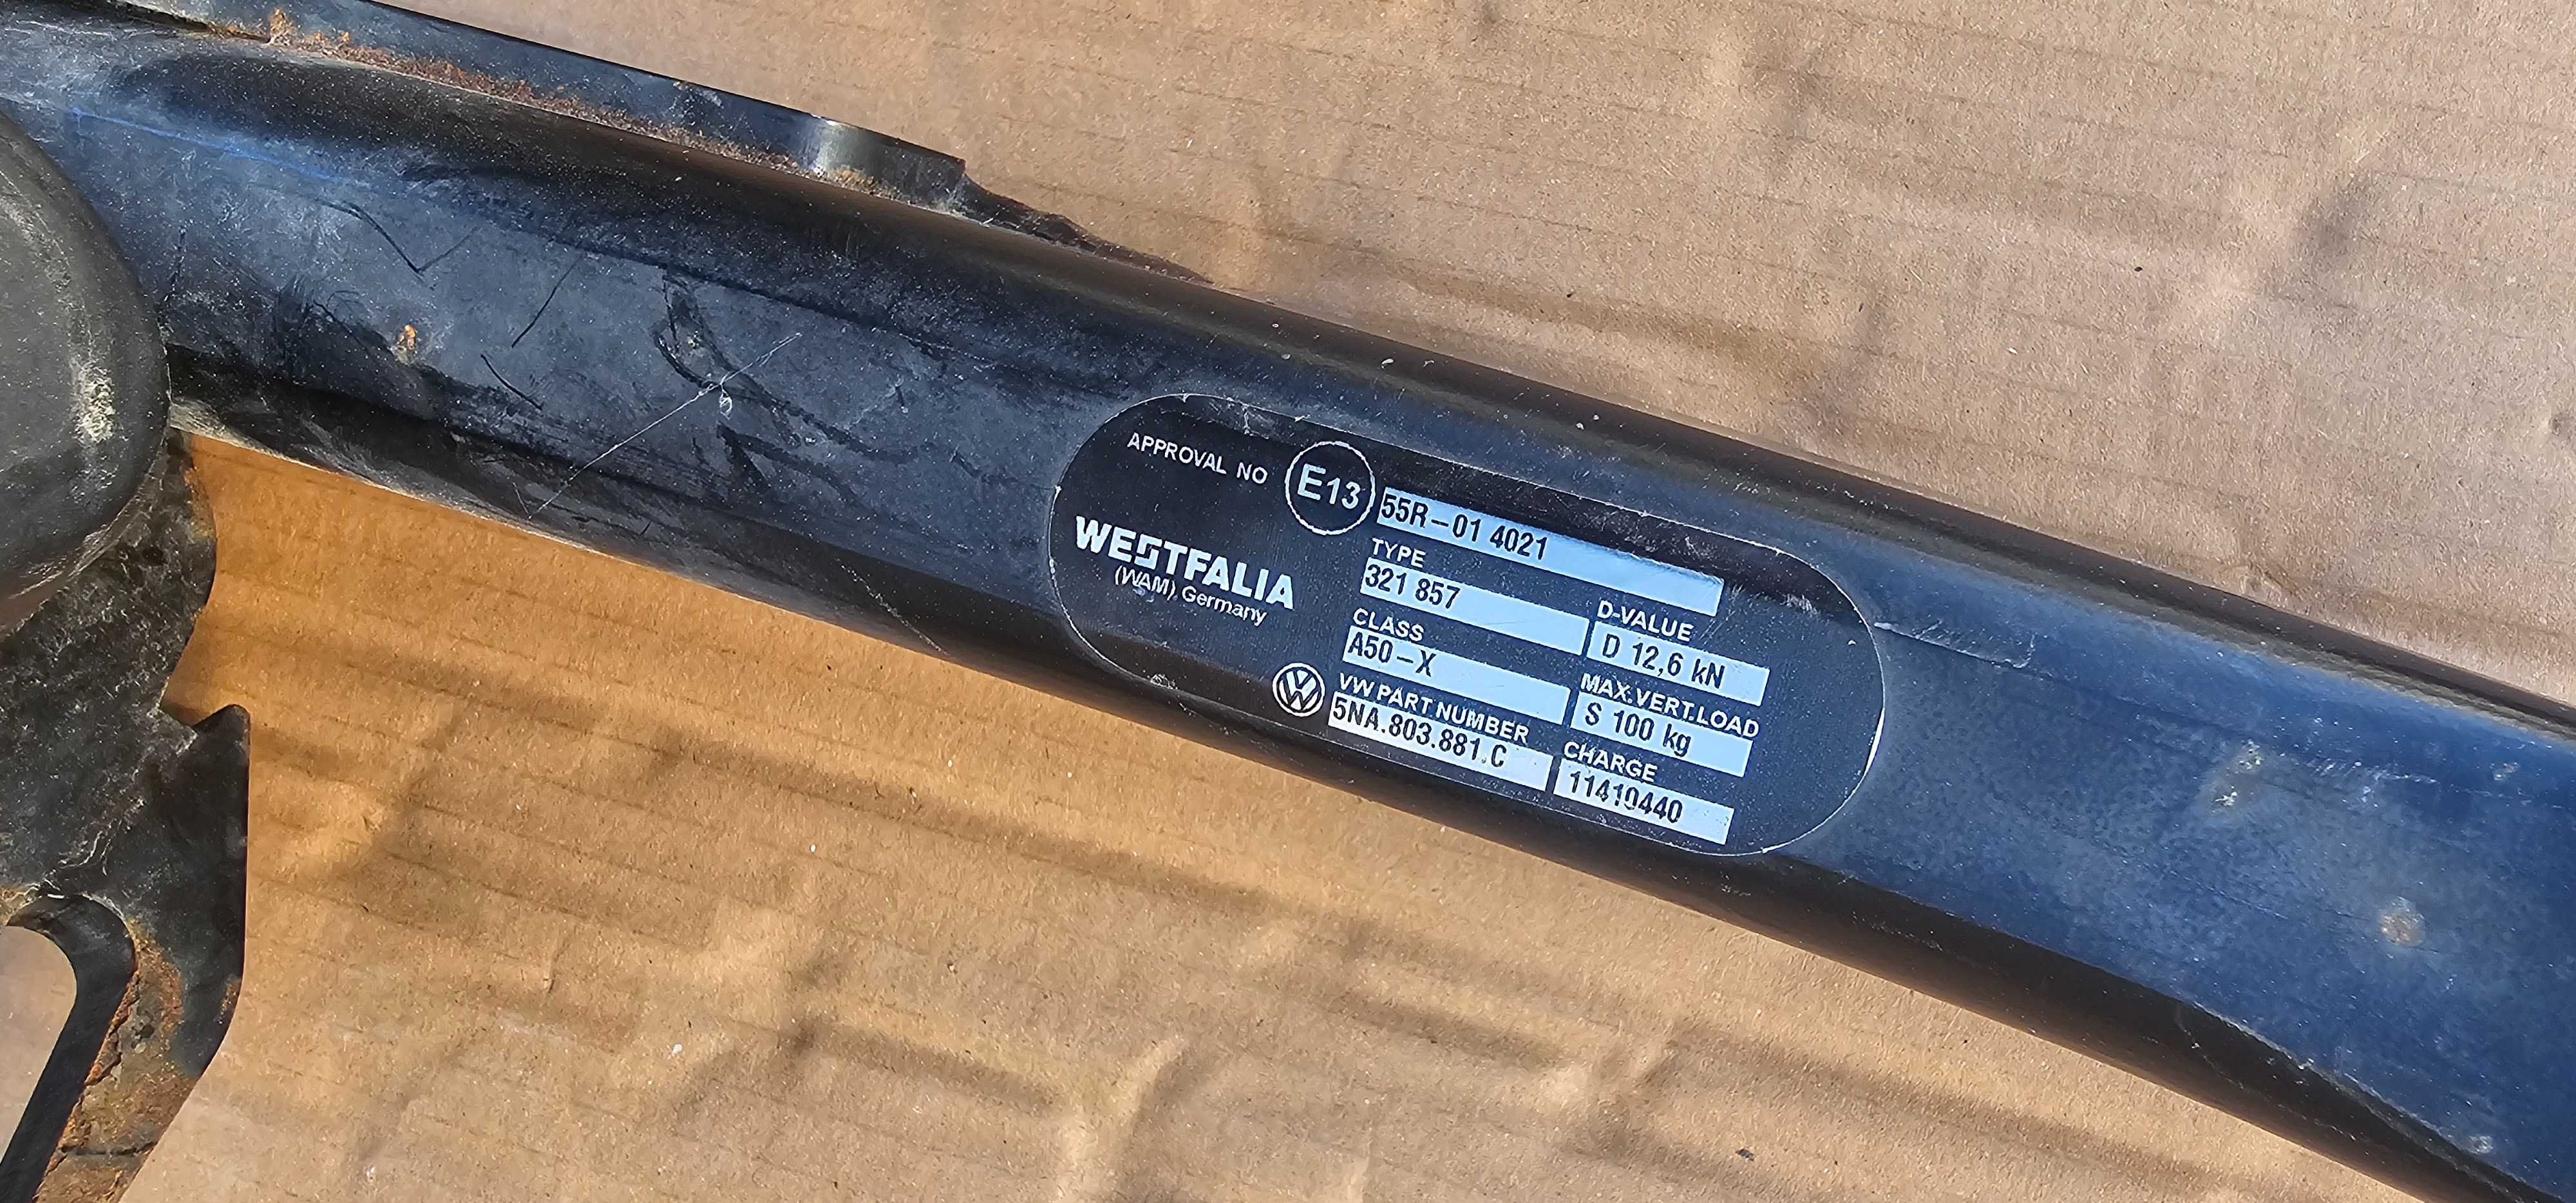 APPROVAL NO E13 55R-01 4021
WESTFALIA
(WAM) Germany
TYPE
321 857
D-VALUE
D 12,6 kN
CLASS
A50-X
MAX.VERT.LOAD
S 100 kg
VW PART NUMBER
5NA.803.881.C
CHARGE
11410440